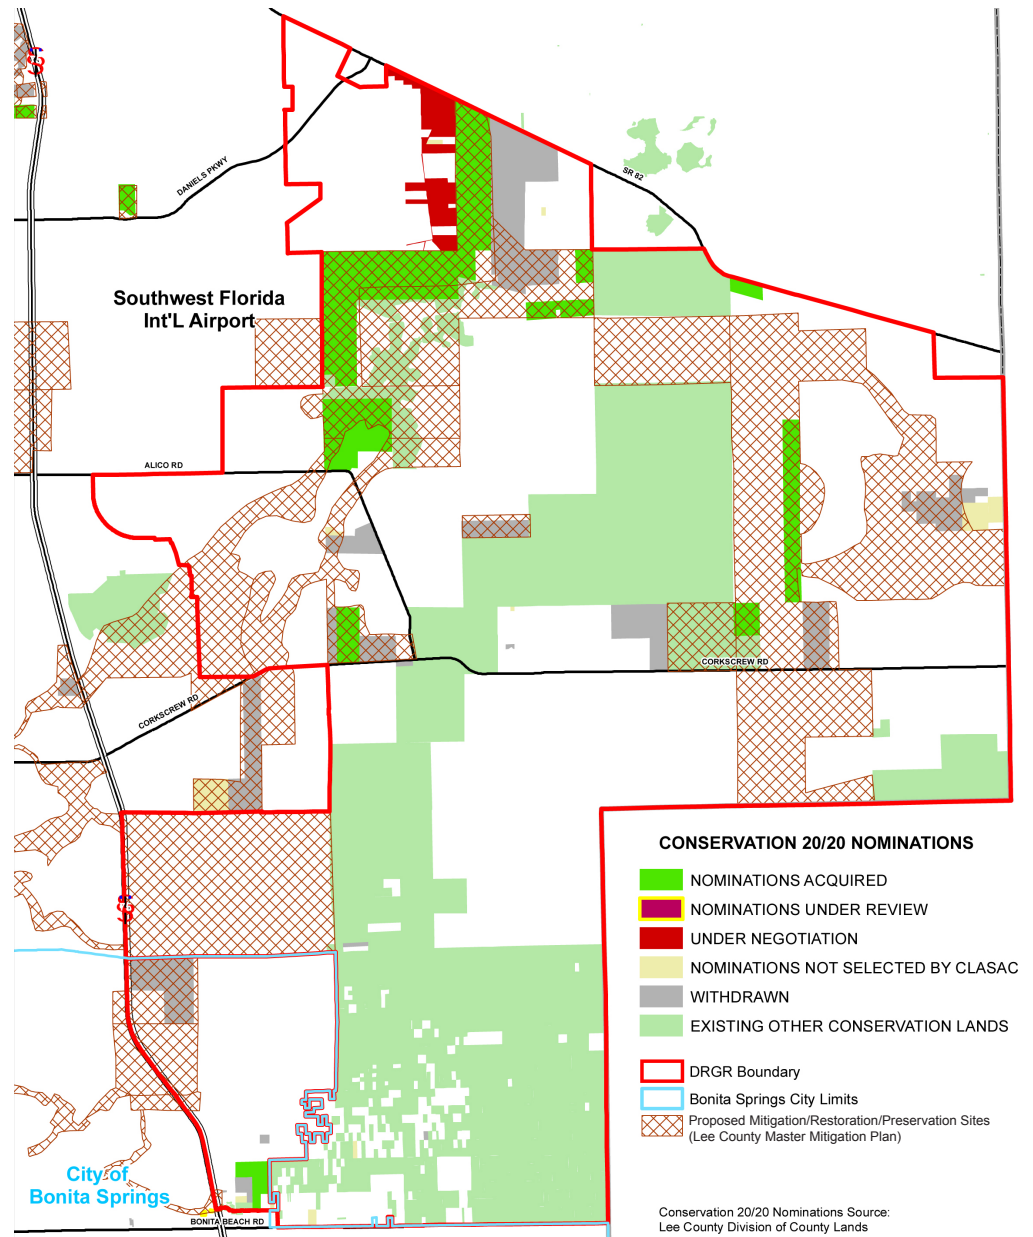 DANIELS PKWY
SR 82
Southwest Florida
Int'L Airport
ALICO RD
CORKSCREW RD
CORKSCREW RD
CONSERVATION 20/20 NOMINATIONS
NOMINATIONS ACQUIRED
NOMINATIONS UNDER REVIEW
UNDER NEGOTIATION
NOMINATIONS NOT SELECTED BY CLASAC
WITHDRAWN
EXISTING OTHER CONSERVATION LANDS
DRGR Boundary
Bonita Springs City Limits
Proposed Mitigation/Restoration/Preservation Sites
(Lee County Master Mitigation Plan)
City of
Bonita Springs
BONITA BEACH RD
Conservation 20/20 Nominations Source:
Lee County Division of County Lands